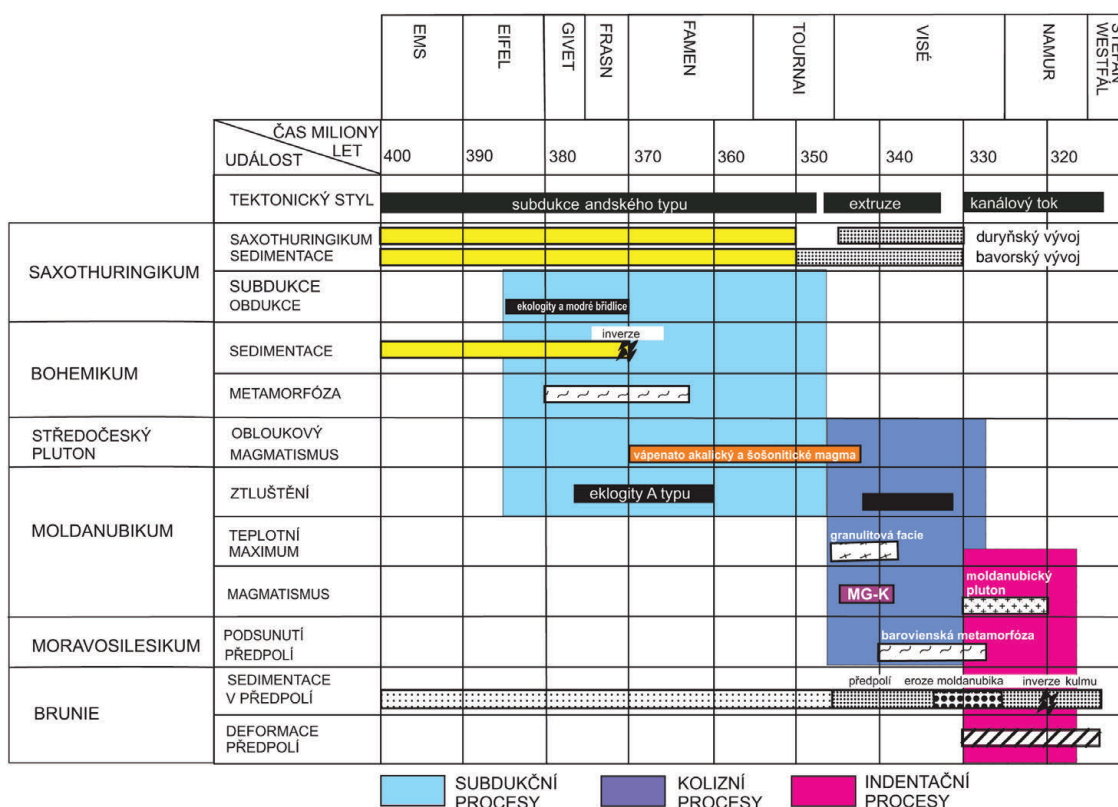 EMS
EIFEL
GIVET
FRASN
FAMEN
TOURNAI
VISÉ
NAMUR
STEFAN
WESTFÁL
ČAS MILIONY
LET
UDÁLOST
400 390 380 370 360 350 340 330 320
TEKTONICKÝ STYL
subdukce andského typu
extruze
kanálový tok
SAXOTHURINGIKUM
SAXOTHURINGIKUM
SEDIMENTACE
duryňský vývoj
bavorský vývoj
SUBDUKCE
OBDUKCE
ekologity a modré břidlice
BOHEMIKUM
SEDIMENTACE
inverze
METAMORFÓZA
STŘEDOČESKÝ
PLUTON
OBLOUKOVÝ
MAGMATISMUS
vápenato akalický a šošonitické magma
MOLDANUBIKUM
ZTLUŠTĚNÍ
eklogity A typu
TEPLOTNÍ
MAXIMUM
granulitová facie
MAGMATISMUS
MG-K
moldanubický
pluton
MORAVOSILESIKUM
PODSUNUTÍ
PŘEDPOLÍ
barovienská metamorfóza
BRUNIE
SEDIMENTACE
V PŘEDPOLÍ
předpolí eroze moldanubika inverze kulmu
DEFORMACE
PŘEDPOLÍ
SUBDUKČNÍ
PROCESY
KOLIZNÍ
PROCESY
INDENTAČNÍ
PROCESY